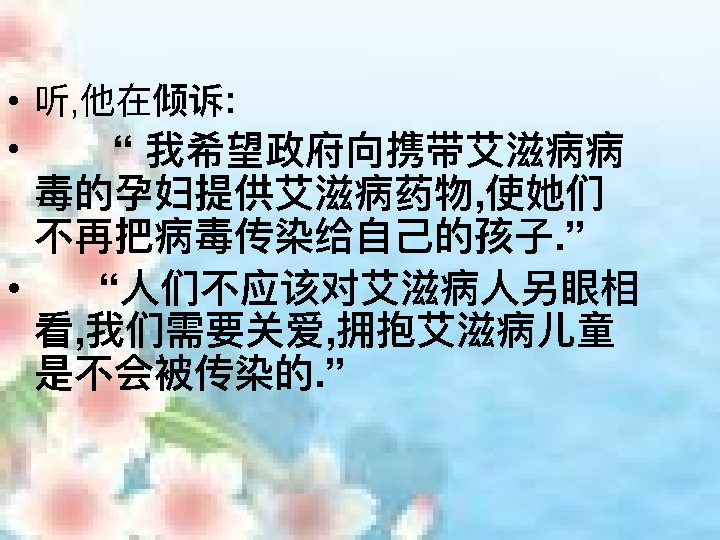 • 听,他在倾诉:
• “ 我希望政府向携带艾滋病病
毒的孕妇提供艾滋病药物,使她们
不再把病毒传染给自己的孩子.”
• “人们不应该对艾滋病人另眼相
看,我们需要关爱,拥抱艾滋病儿童
是不会被传染的.”